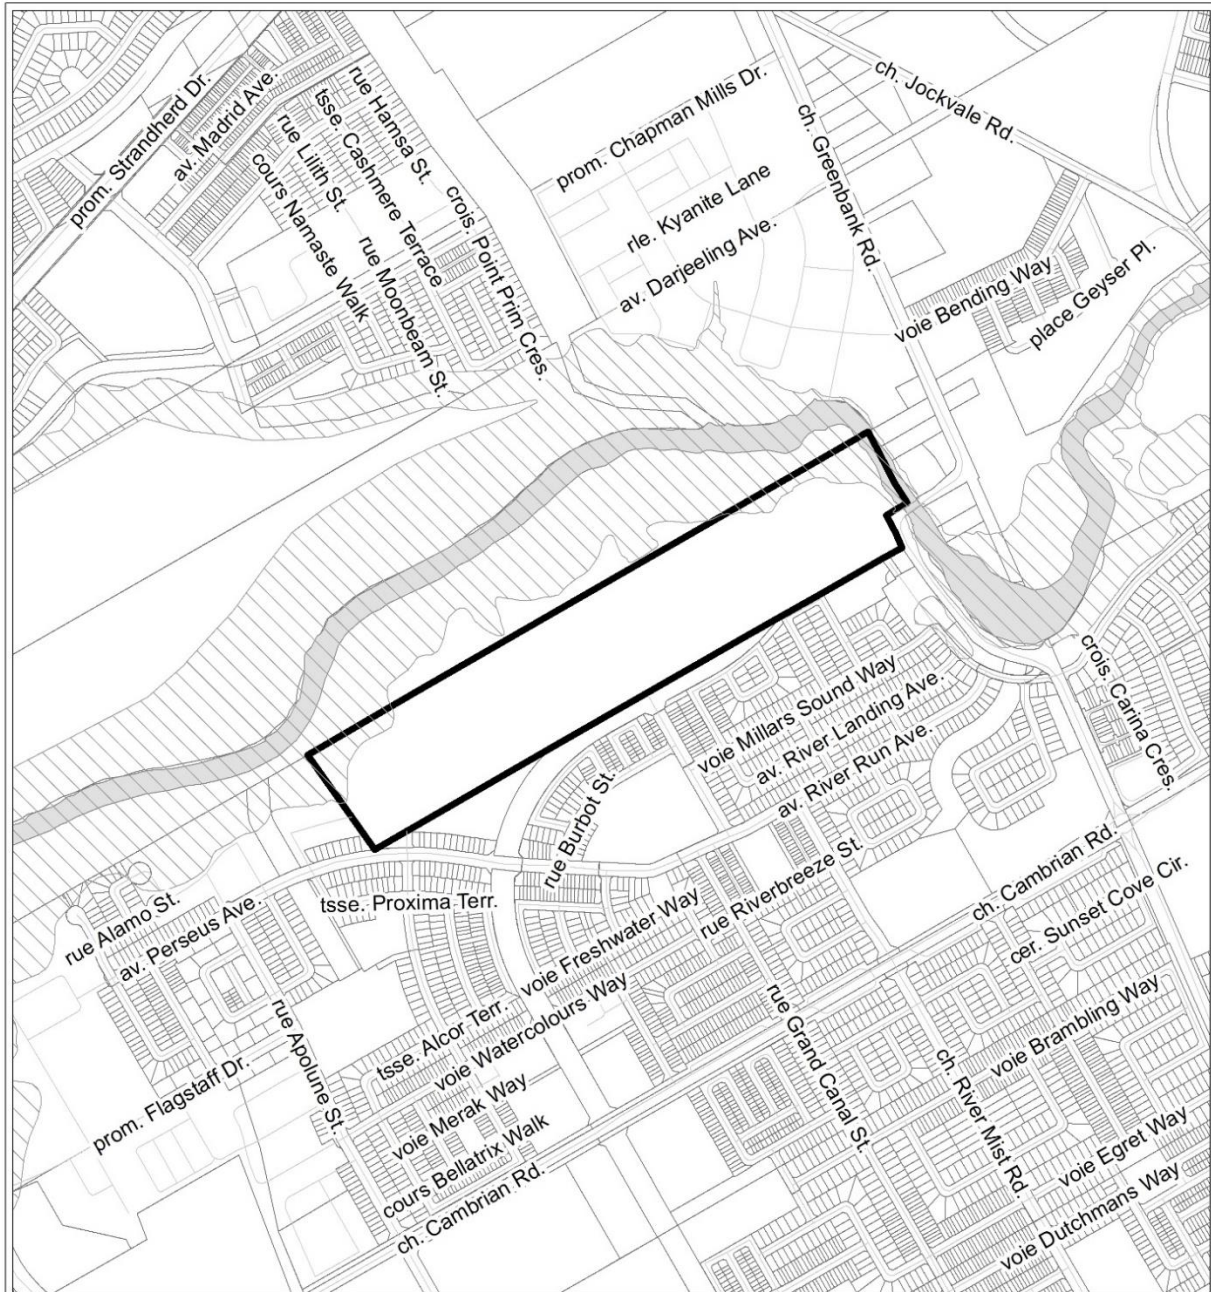 prom. Strandherd Dr.
av. Madrid Ave.
rue Hamsa St.
tsse. Cashmere Terrace
rue Lilith St.
cours Namaste Walk
rue Moonbeam St.
crois. Point Prim Cres.
prom. Chapman Mills Dr.
rle. Kyanite Lane
av. Darjeeling Ave.
ch. Greenbank Rd.
ch. Jockvale Rd.
voie Bending Way
place Geyser Pl.
crois. Carina Cres.
voie Millars Sound Way
av. River Landing Ave.
av. River Run Ave.
rue Burbot St.
rue Riverbreeze St.
ch. Cambrian Rd.
cer. Sunset Cove Cir.
tsse. Proxima Terr.
rue Alamo St.
av. Perseus Ave.
voie Freshwater Way
tsse. Alcor Terr.
voie Watercolours Way
rue Apolune St.
prom. Flagstaff Dr.
voie Merak Way
cours Bellatrix Walk
ch. Cambrian Rd.
rue Grand Canal St.
ch. River Mist Rd.
voie Brambling Way
voie Egret Way
voie Dutchmans Way